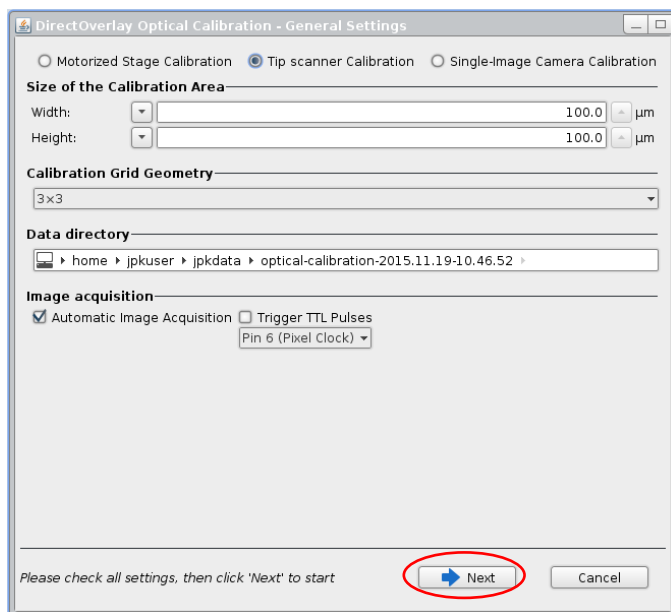 DirectOverlay Optical Calibration - General Settings
Motorized Stage Calibration Tip scanner Calibration Single-Image Camera Calibration
Size of the Calibration Area
Width: 100.0 µm
Height: 100.0 µm
Calibration Grid Geometry
3×3
Data directory
home jpkuser jpkdata optical-calibration-2015.11.19-10.46.52
Image acquisition
Automatic Image Acquisition Trigger TTL Pulses
Pin 6 (Pixel Clock)
Please check all settings, then click 'Next' to start Next Cancel